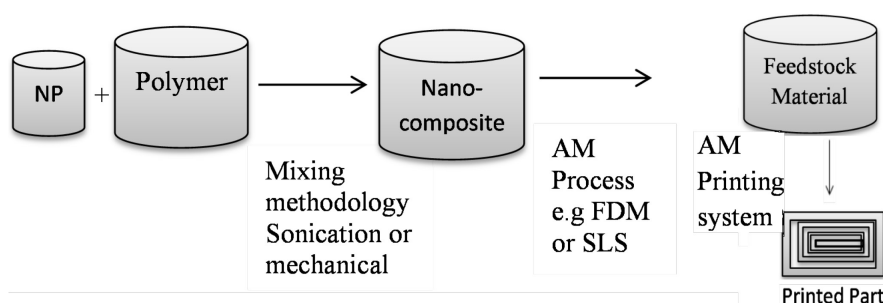 NP
+
Polymer
Mixing
methodology
Sonication or
mechanical
Nano-
composite
AM
Process
e.g FDM
or SLS
Feedstock
Material
AM
Printing
system
Printed Part